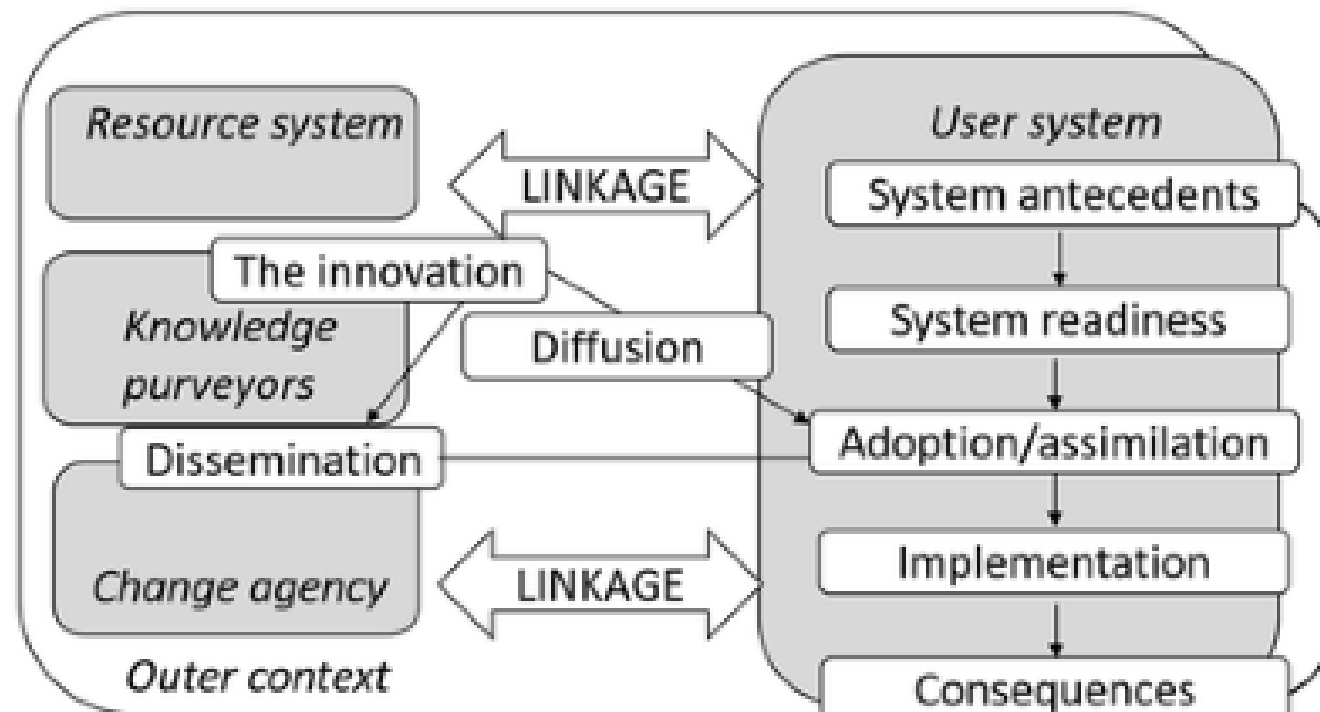 Resource system
LINKAGE
The innovation
Knowledge
purveyors
Diffusion
Dissemination
Change agency
LINKAGE
Outer context
User system
System antecedents
System readiness
Adoption/assimilation
Implementation
Consequences